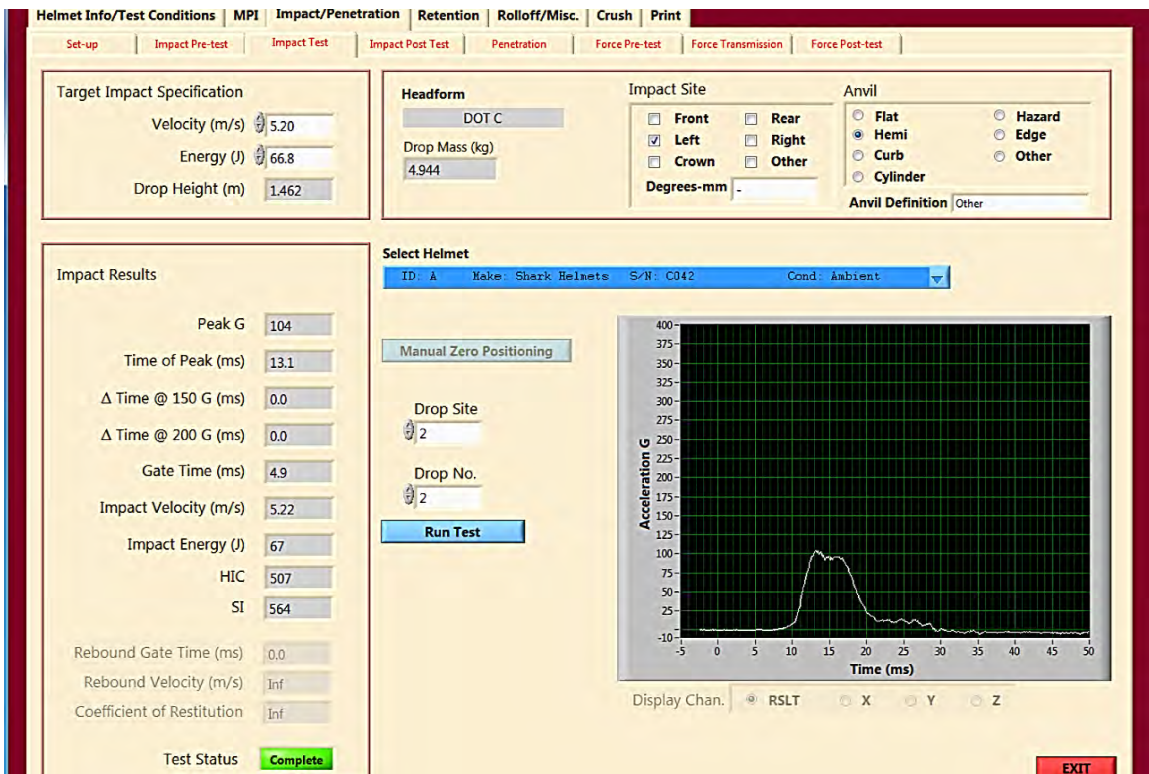 Helmet Info/Test Conditions MPI Impact/Penetration Retention Rolloff/Misc. Crush Print
Set-up Impact Pre-test Impact Test Impact Post Test Penetration Force Pre-test Force Transmission Force Post-test
Target Impact Specification
Velocity (m/s) 5.20
Energy (J) 66.8
Drop Height (m) 1.462
Headform
DOT C
Drop Mass (kg)
4.944
Impact Site
Front Rear
Left Right
Crown Other
Degrees-mm -
Anvil
Flat Hazard
Hemi Edge
Curb Other
Cylinder
Anvil Definition Other
Impact Results
Peak G 104
Time of Peak (ms) 13.1
Δ Time @ 150 G (ms) 0.0
Δ Time @ 200 G (ms) 0.0
Gate Time (ms) 4.9
Impact Velocity (m/s) 5.22
Impact Energy (J) 67
HIC 507
SI 564
Rebound Gate Time (ms) 0.0
Rebound Velocity (m/s) Inf
Coefficient of Restitution Inf
Test Status Complete
Select Helmet
ID: A Make: Shark Helmets S/N: C042 Cond: Ambient
Manual Zero Positioning
Drop Site
2
Drop No.
2
Run Test
Acceleration G
400
375
350
325
300
275
250
225
200
175
150
125
100
75
50
25
-10
-5 0 5 10 15 20 25 30 35 40 45 50
Time (ms)
Display Chan. RSLT X Y Z
EXIT